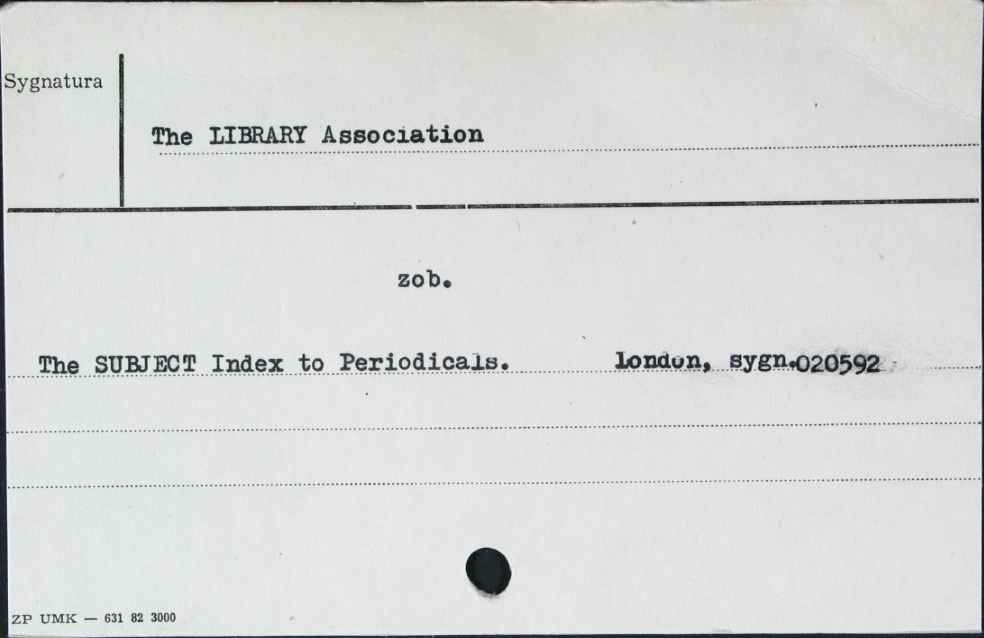 Sygnatura
The LIBRARY Association
zob.
The SUBJECT Index to Periodicals. London, sygn.020592
ZP UMK — 631 82 3000